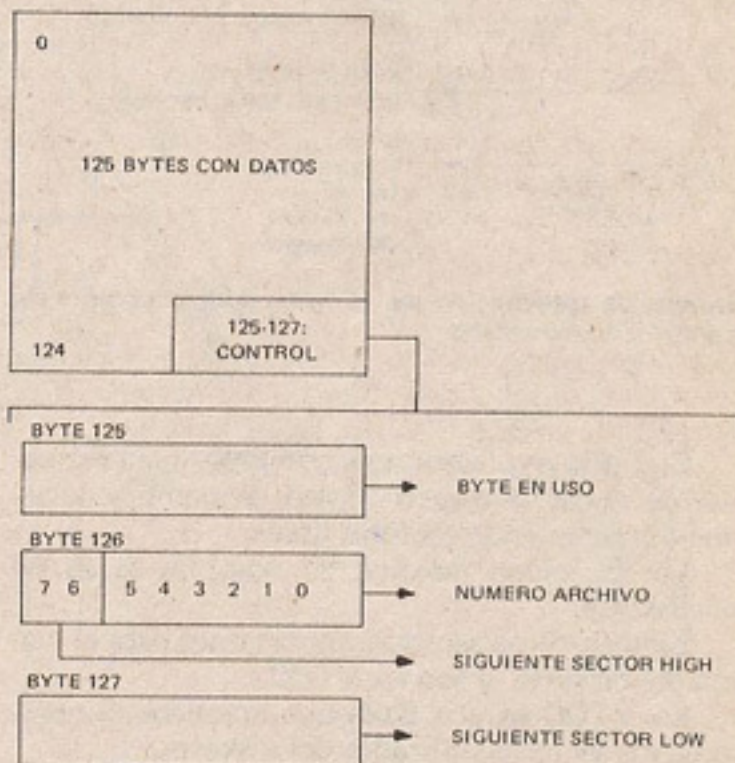 0
125 BYTES CON DATOS
125-127:
CONTROL
124
BYTE 125
BYTE EN USO
BYTE 126
7 6 5 4 3 2 1 0
NUMERO ARCHIVO
SIGUIENTE SECTOR HIGH
BYTE 127
SIGUIENTE SECTOR LOW